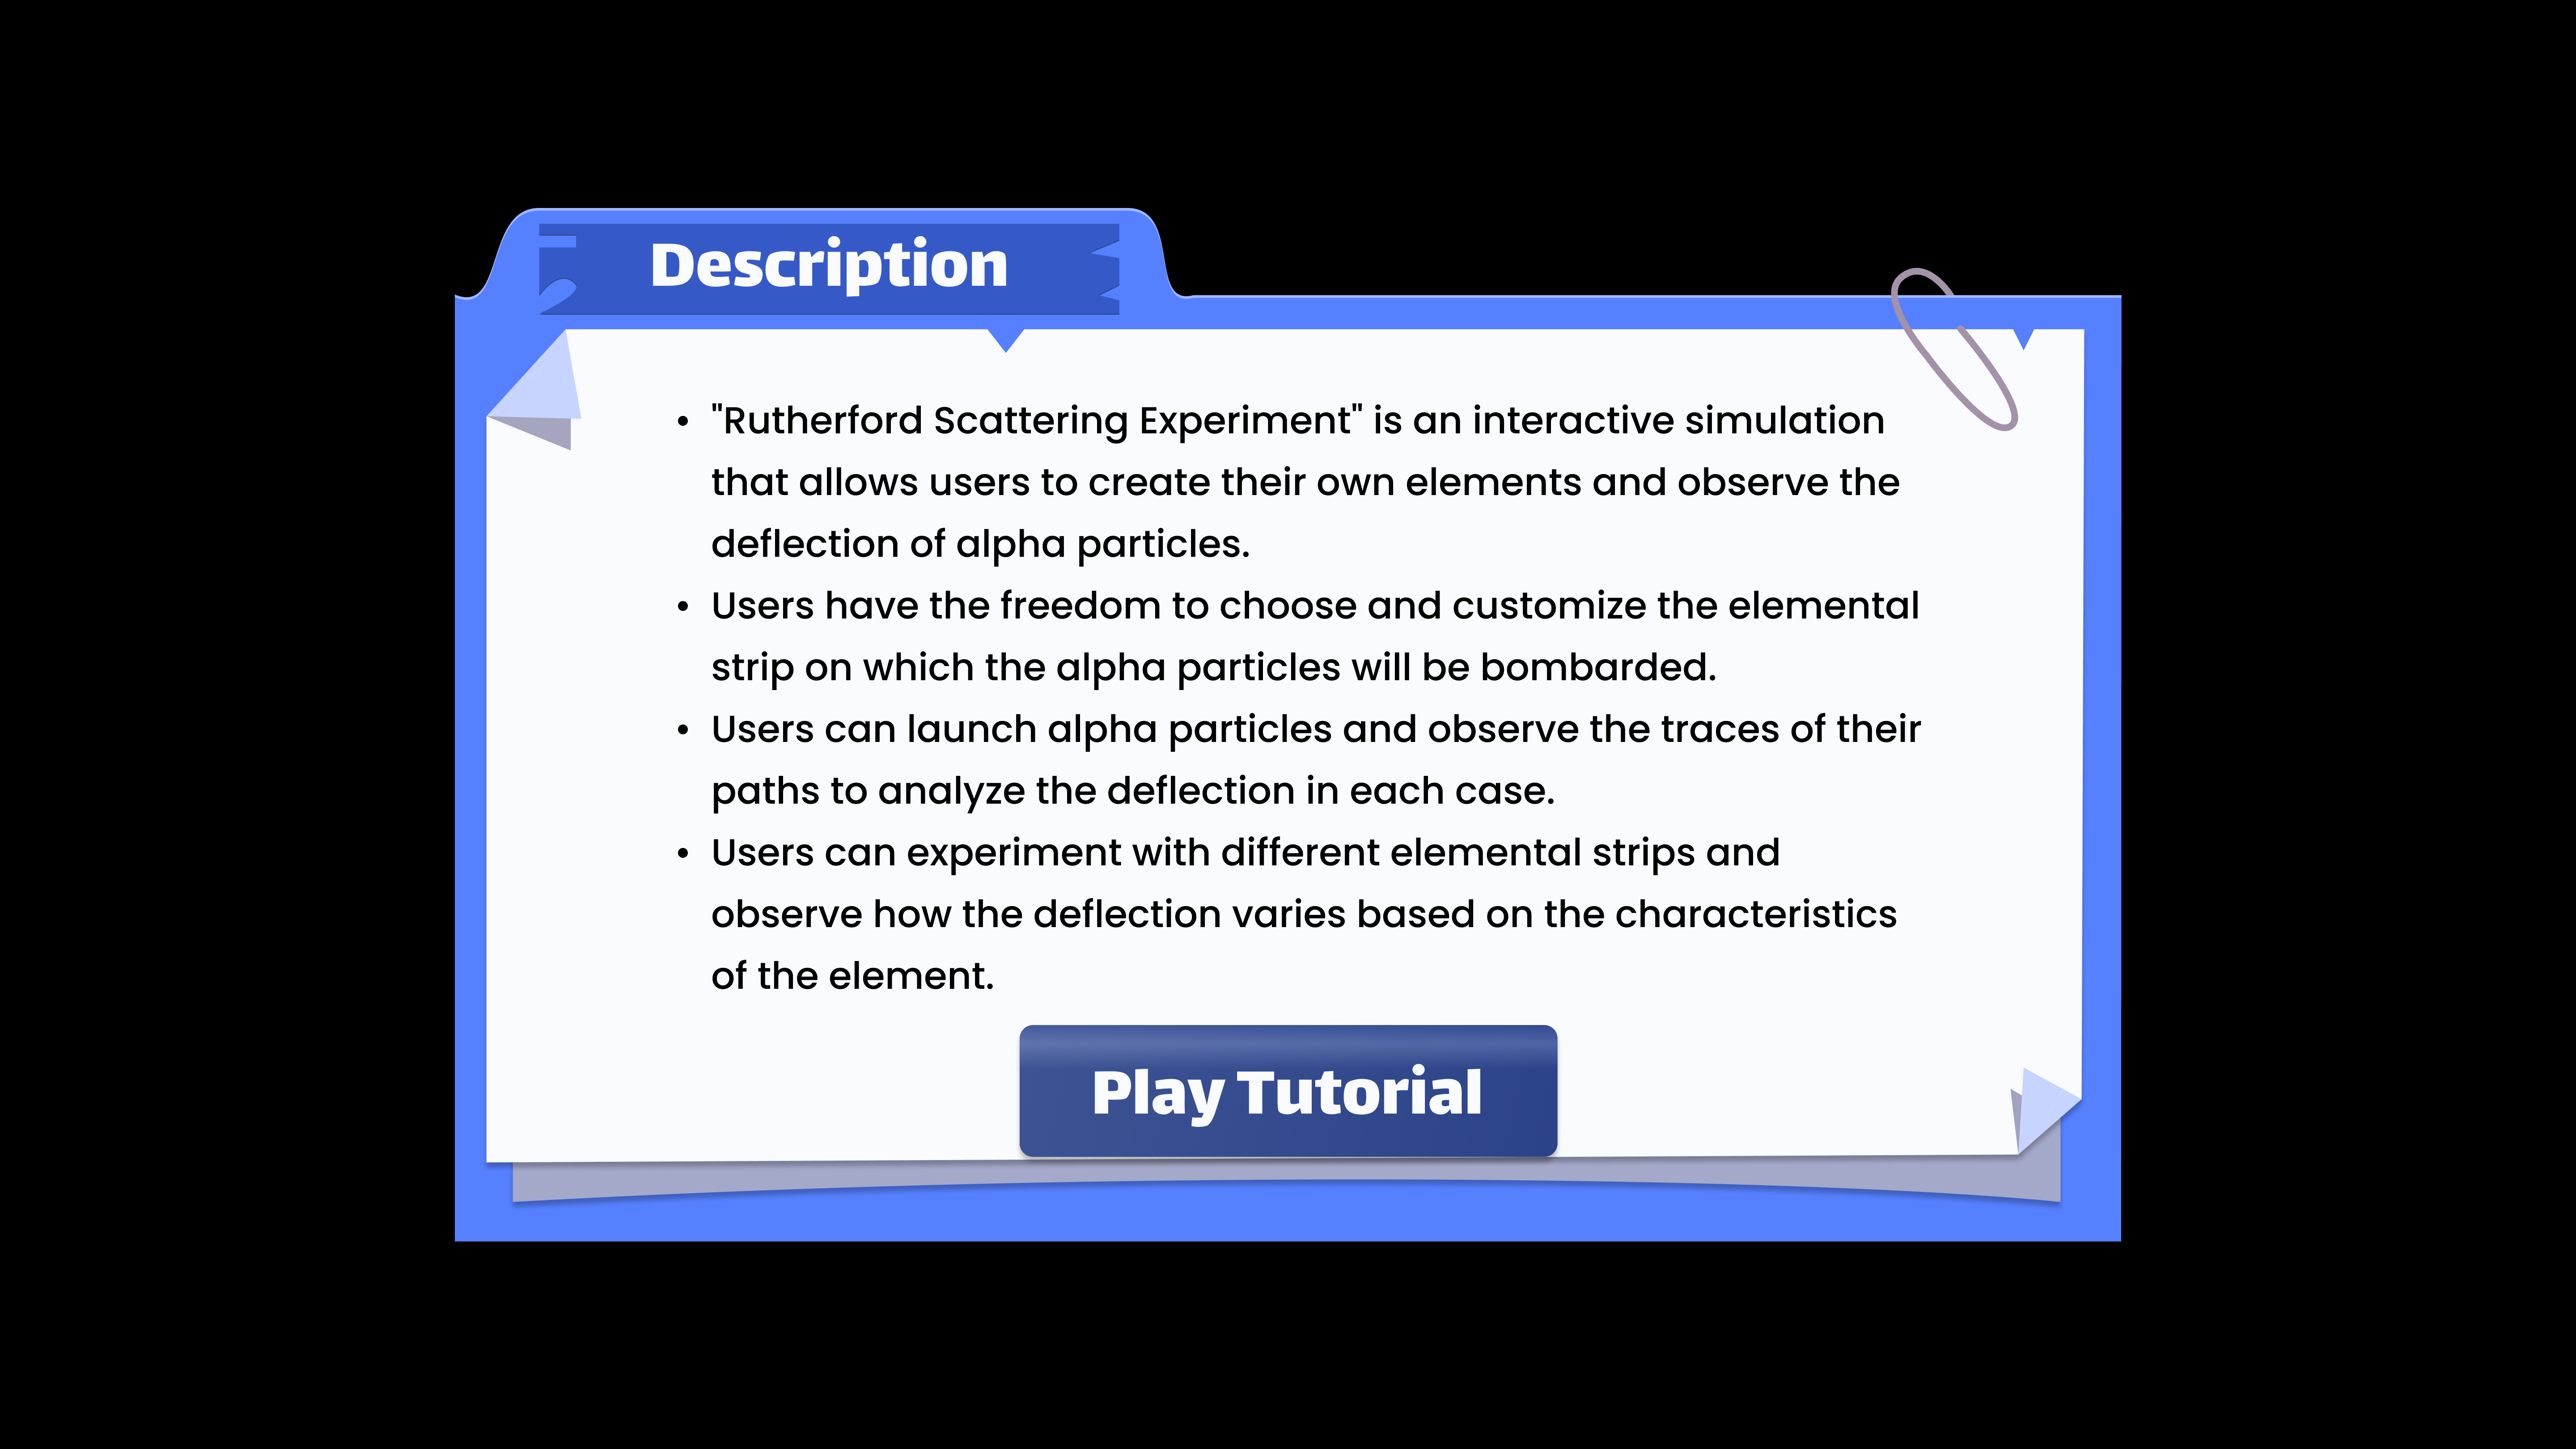 Description
• "Rutherford Scattering Experiment" is an interactive simulation
that allows users to create their own elements and observe the
deflection of alpha particles.
• Users have the freedom to choose and customize the elemental
strip on which the alpha particles will be bombarded.
• Users can launch alpha particles and observe the traces of their
paths to analyze the deflection in each case.
• Users can experiment with different elemental strips and
observe how the deflection varies based on the characteristics
of the element.
Play Tutorial